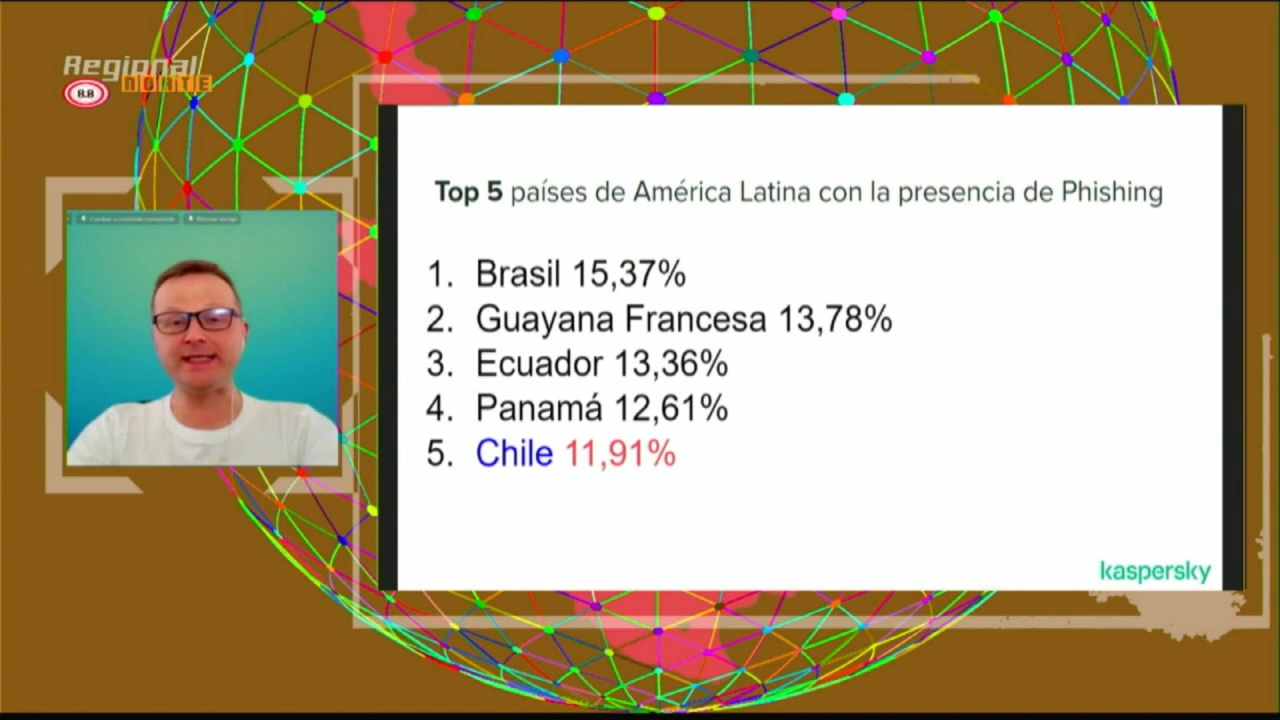 Regional
NORTE
8.8
Top 5 países de América Latina con la presencia de Phishing
1. Brasil 15,37%
2. Guayana Francesa 13,78%
3. Ecuador 13,36%
4. Panamá 12,61%
5. Chile 11,91%
kaspersky